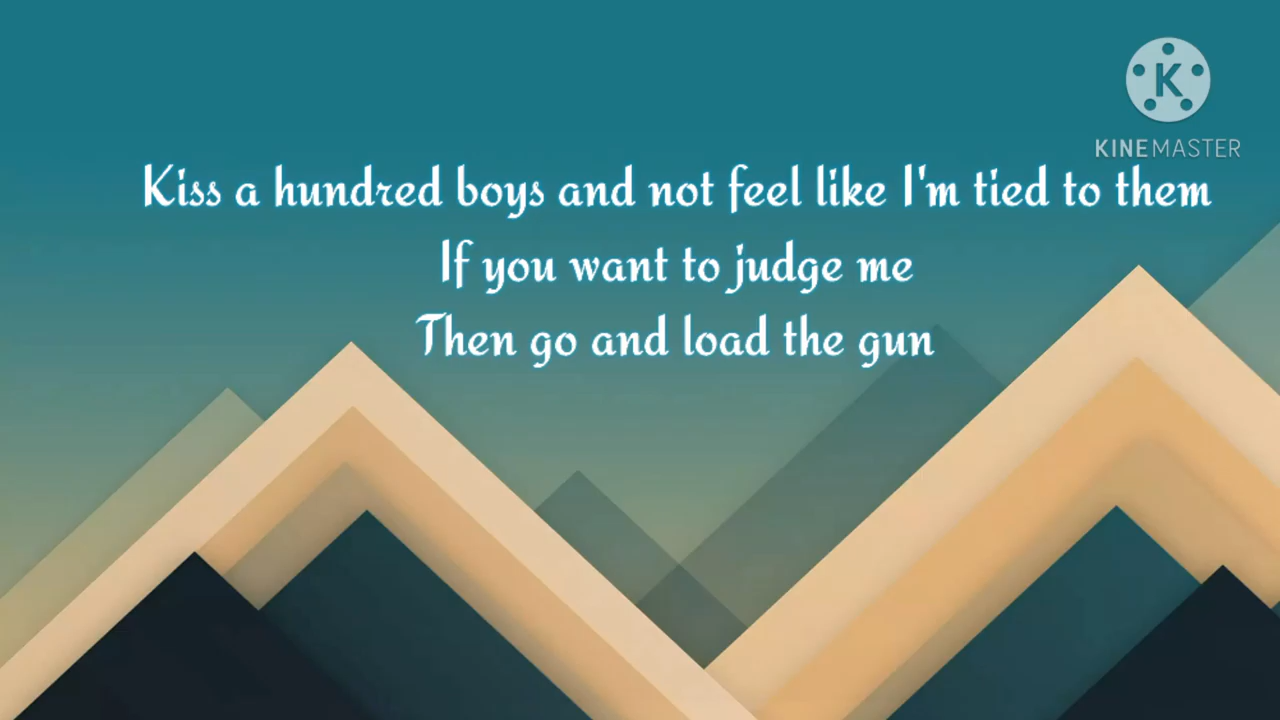 K
KINEMASTER
Kiss a hundred boys and not feel like I'm tied to them
If you want to judge me
Then go and load the gun